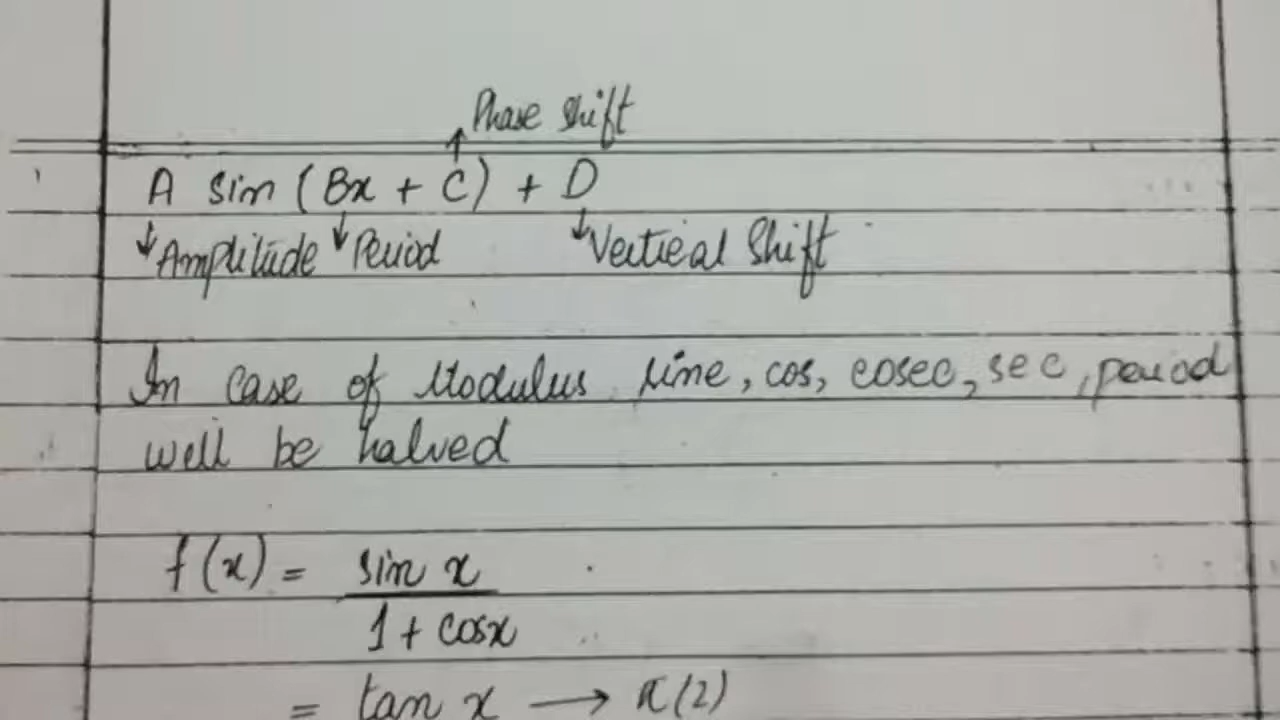 Phase Shift
A sin (Bx + C) + D
Amplitude Period Vertical Shift
In case of Modulus sine, cos, cosec, sec, period
will be halved
f(x) = sin x
1 + cosx
= tan x → π(2)